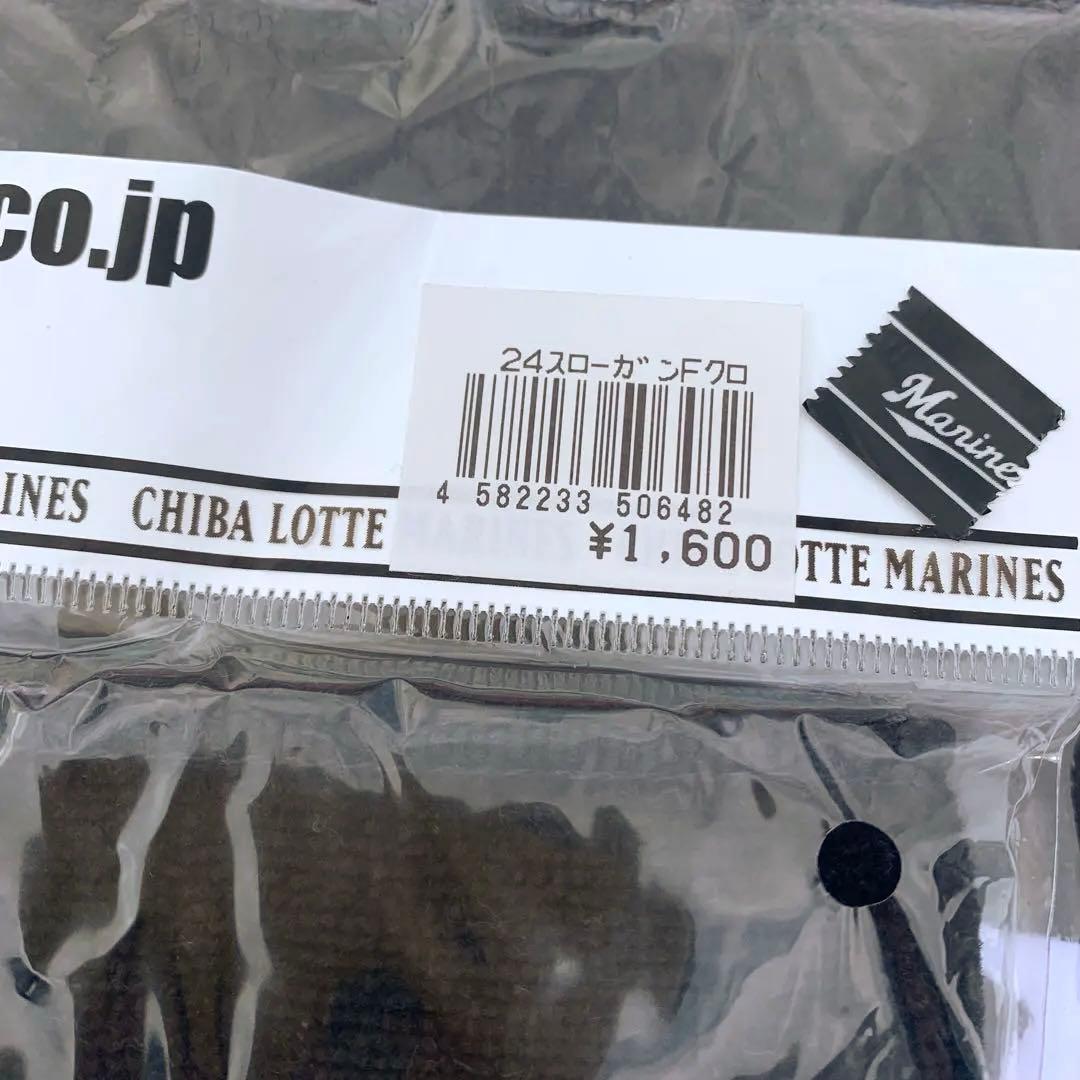 co.jp
24スローガンFクロ
4 582233 506482
¥1,600
Marines
INES CHIBA LOTTE
OTTE MARINES